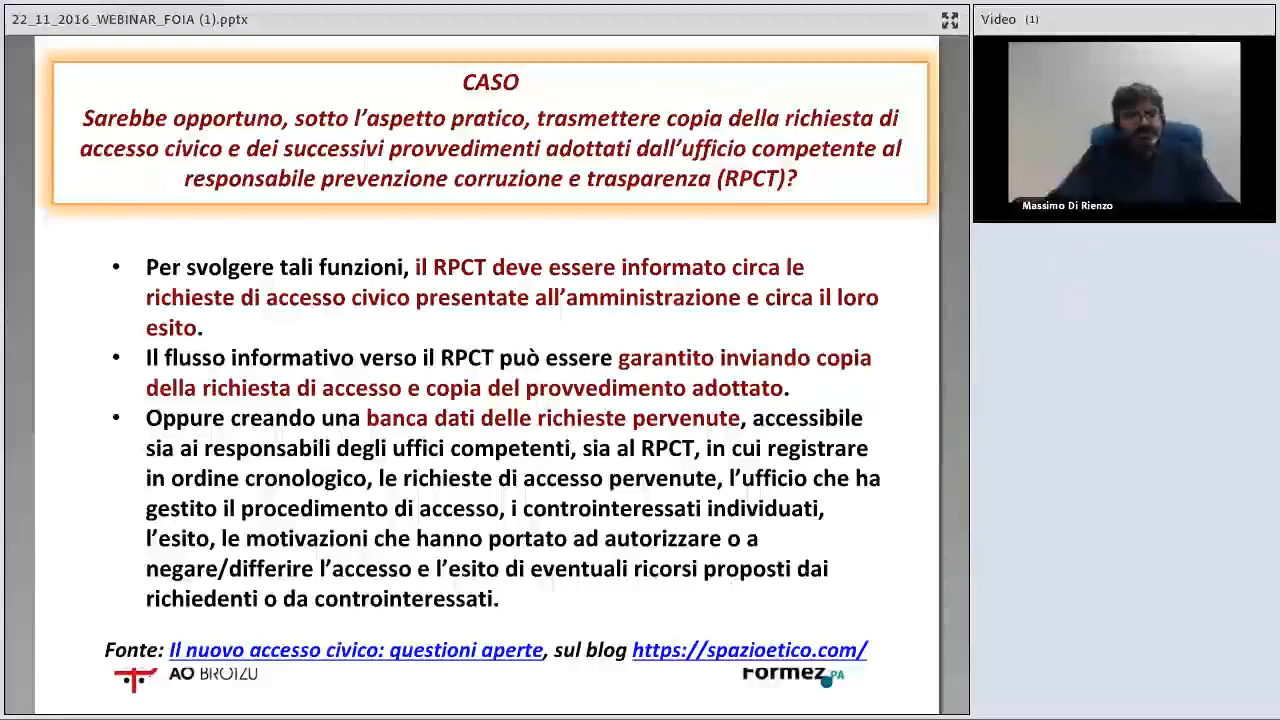 22_11_2016_WEBINAR_FOIA (1).pptx
Video (1)
CASO
Sarebbe opportuno, sotto l’aspetto pratico, trasmettere copia della richiesta di
accesso civico e dei successivi provvedimenti adottati dall’ufficio competente al
responsabile prevenzione corruzione e trasparenza (RPCT)?
Massimo Di Rienzo
• Per svolgere tali funzioni, il RPCT deve essere informato circa le
richieste di accesso civico presentate all’amministrazione e circa il loro
esito.
• Il flusso informativo verso il RPCT può essere garantito inviando copia
della richiesta di accesso e copia del provvedimento adottato.
• Oppure creando una banca dati delle richieste pervenute, accessibile
sia ai responsabili degli uffici competenti, sia al RPCT, in cui registrare
in ordine cronologico, le richieste di accesso pervenute, l’ufficio che ha
gestito il procedimento di accesso, i controinteressati individuati,
l’esito, le motivazioni che hanno portato ad autorizzare o a
negare/differire l’accesso e l’esito di eventuali ricorsi proposti dai
richiedenti o da controinteressati.
Fonte: Il nuovo accesso civico: questioni aperte, sul blog https://spazioetico.com/
AO BROTZU
Formez PA